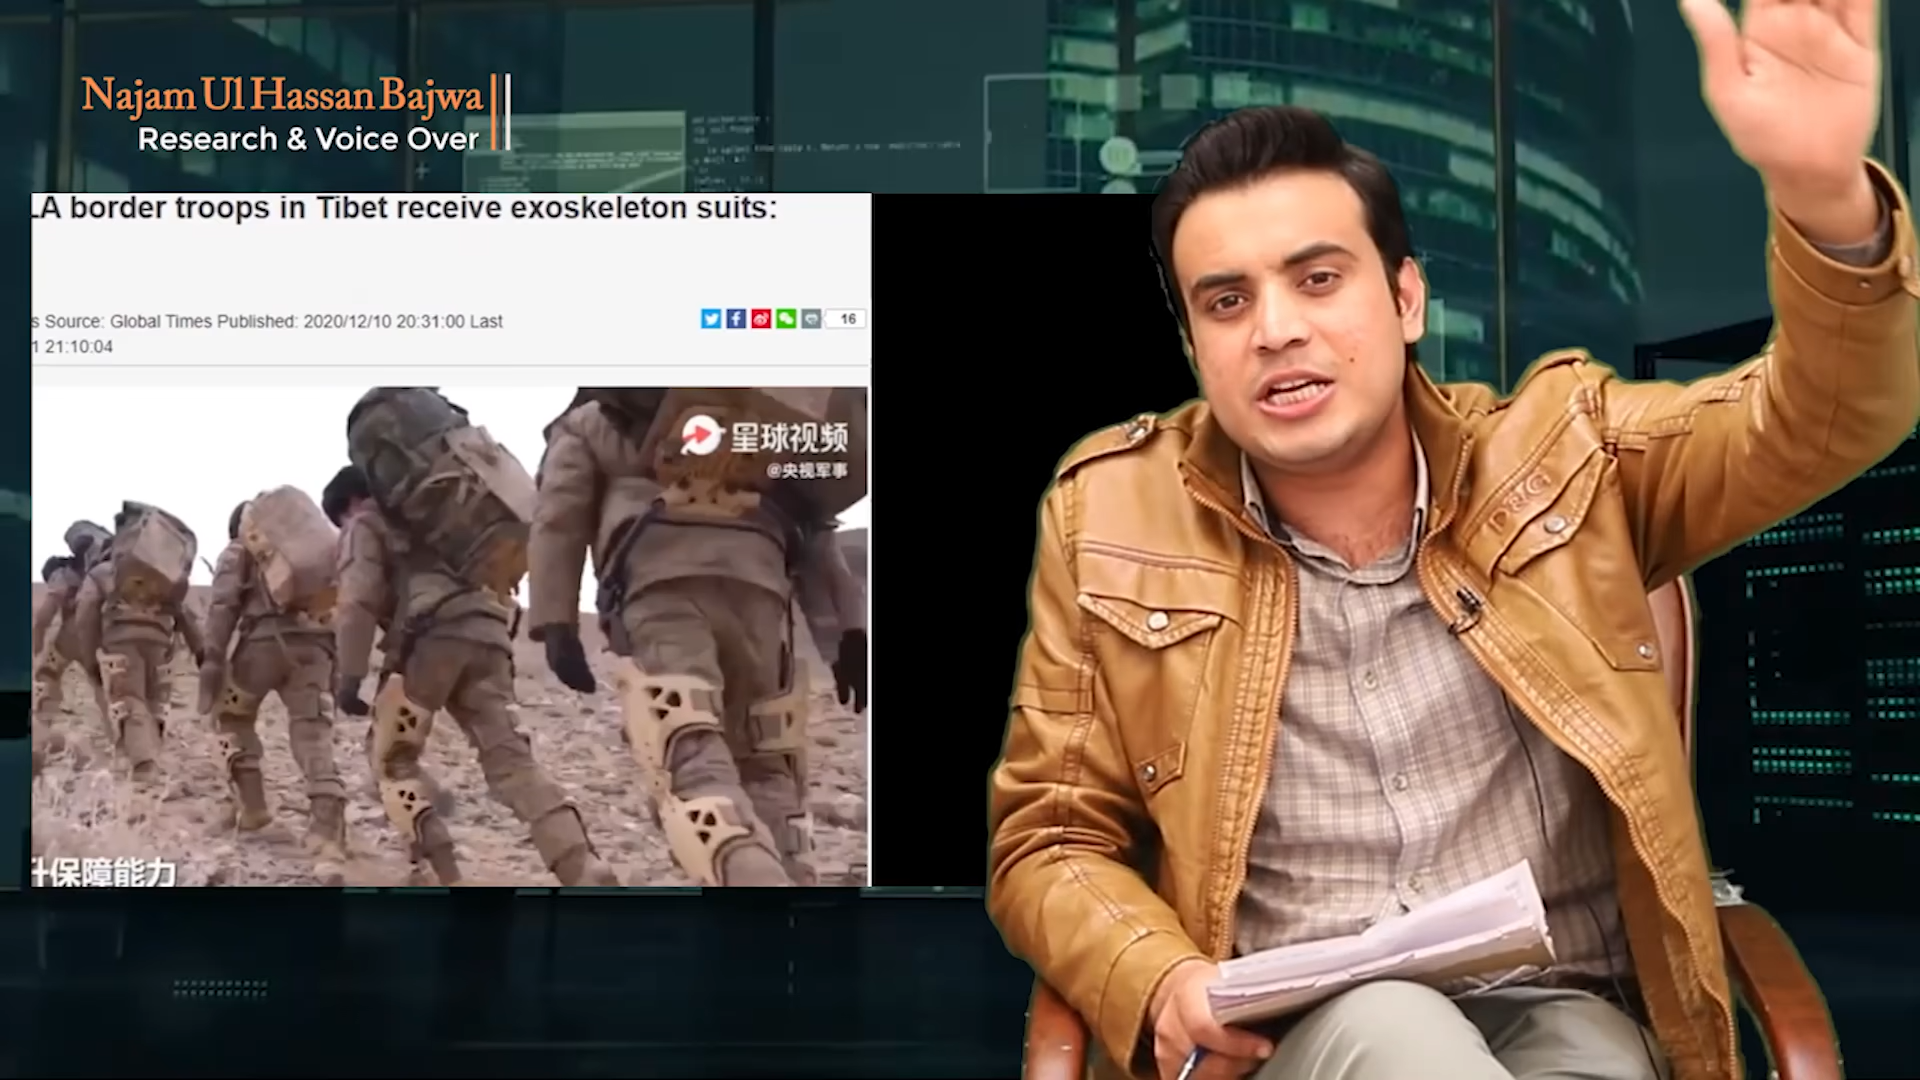 Najam Ul Hassan Bajwa
Research & Voice Over
LA border troops in Tibet receive exoskeleton suits:
s Source: Global Times Published: 2020/12/10 20:31:00 Last
1 21:10:04
16
星球视频
@央视军事
升保障能力
D&G